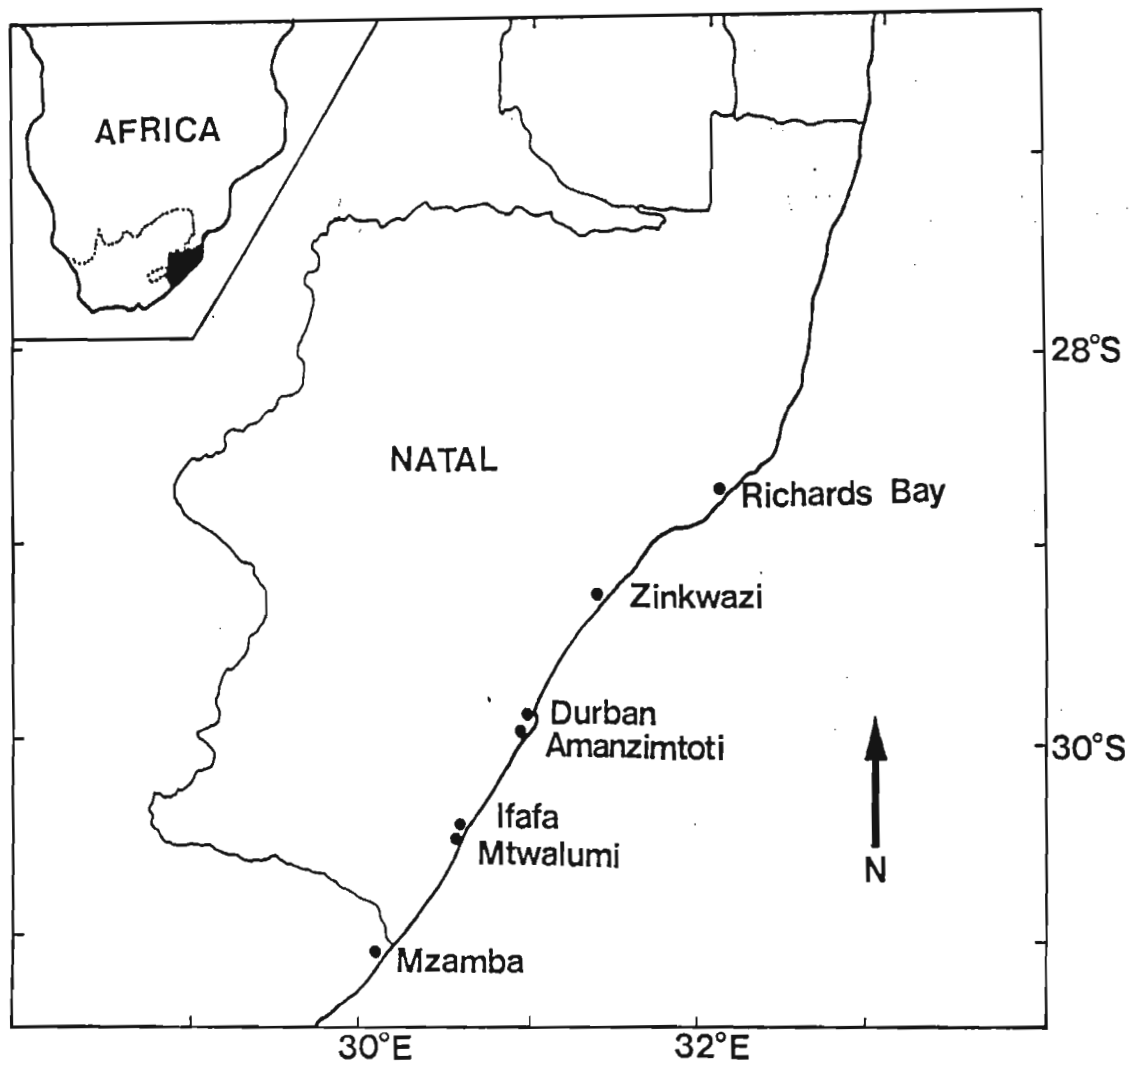 AFRICA
28°S
NATAL
Richards Bay
Zinkwazi
Durban
Amanzimtoti
30°S
Ifafa
Mtwalumi
N
Mzamba
30°E
32°E